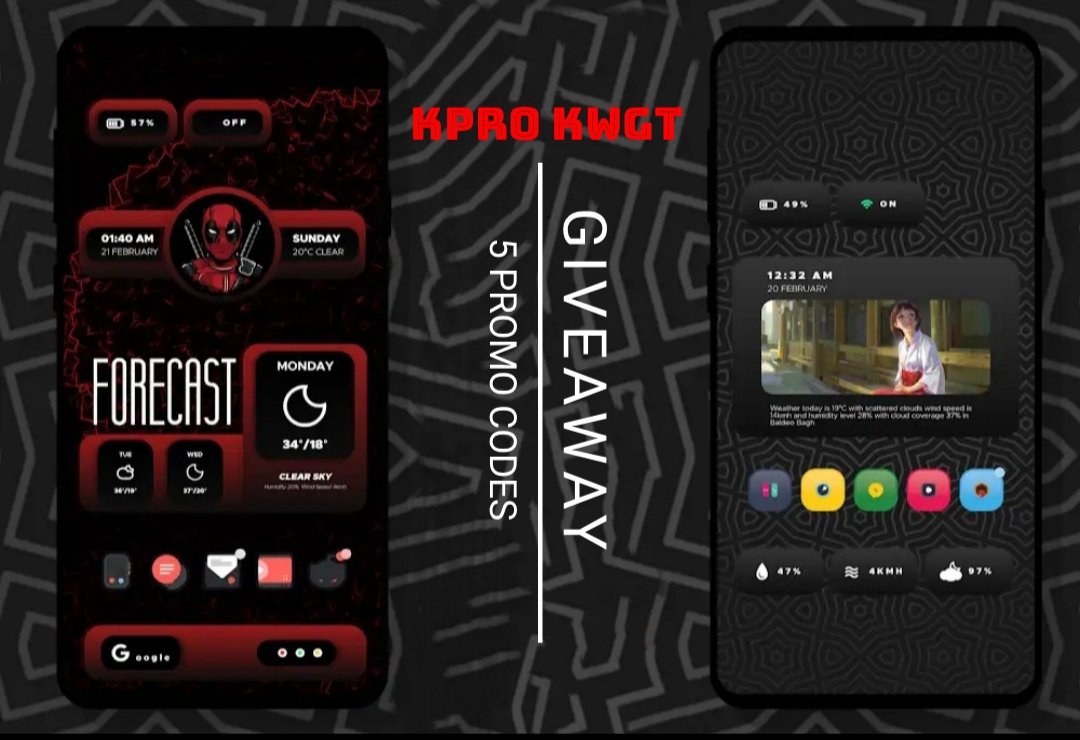 57%
OFF
01:40 AM
21 FEBRUARY
SUNDAY
20°C CLEAR
FORECAST
MONDAY
34°/18°
CLEAR SKY
Humidity 20% Wind Speed 4kmh
TUE
36°/19°
WED
37°/20°
Google
KPRO KWGT
GIVEAWAY
5 PROMO CODES
49%
ON
12:32 AM
20 FEBRUARY
Weather today is 19°C with scattered clouds wind speed is
14kmh and humidity level 28% with cloud coverage 37% in
Baldeo Bagh
47%
4KMH
97%